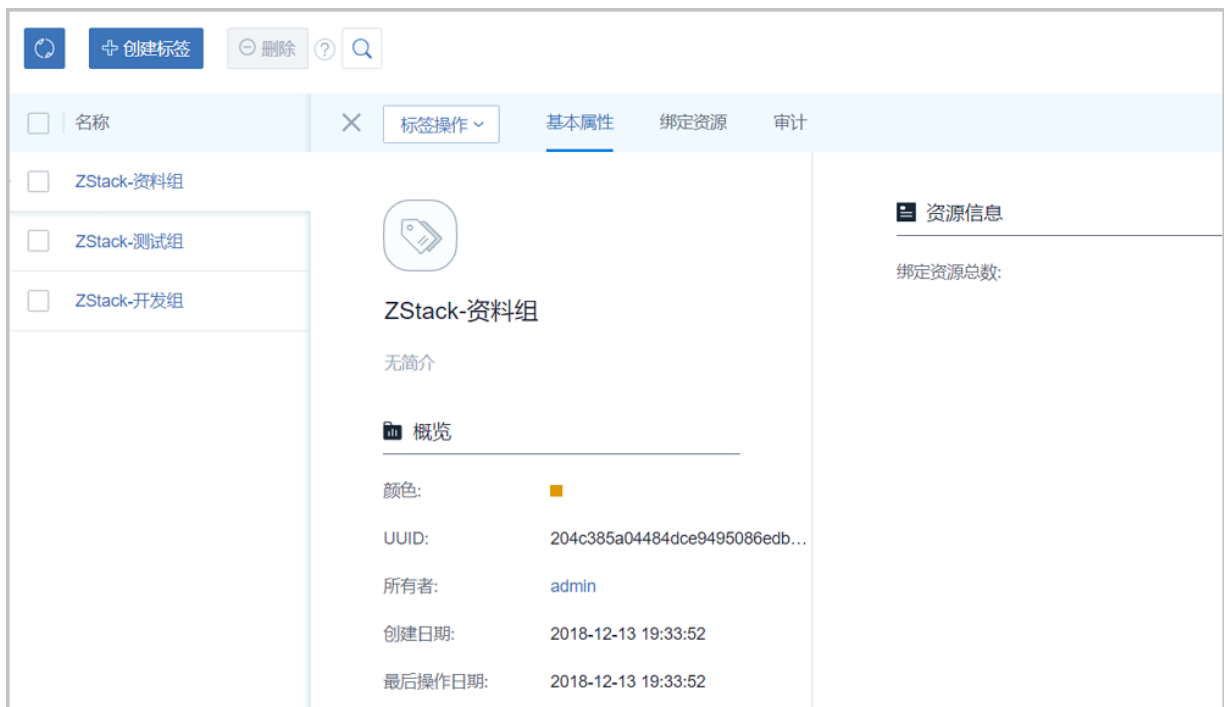 创建标签 删除 ?
名称
标签操作 基本属性 绑定资源 审计
ZStack-资料组
ZStack-测试组
ZStack-开发组
ZStack-资料组
无简介
概览
颜色:
UUID: 204c385a04484dce9495086edb...
所有者: admin
创建日期: 2018-12-13 19:33:52
最后操作日期: 2018-12-13 19:33:52
资源信息
绑定资源总数: